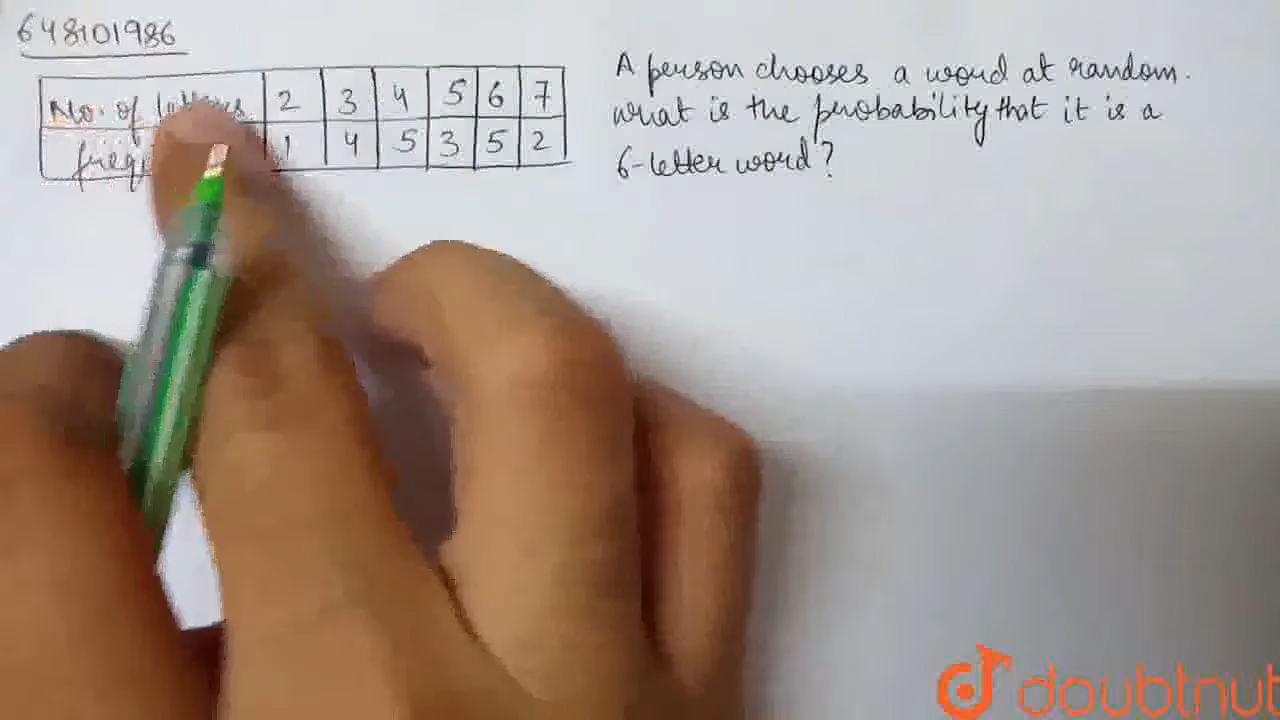 648101986
No. of letters 2 3 4 5 6 7
1 4 5 3 5 2
A person chooses a word at random.
what is the probability that it is a
6-letter word?
doubtnut